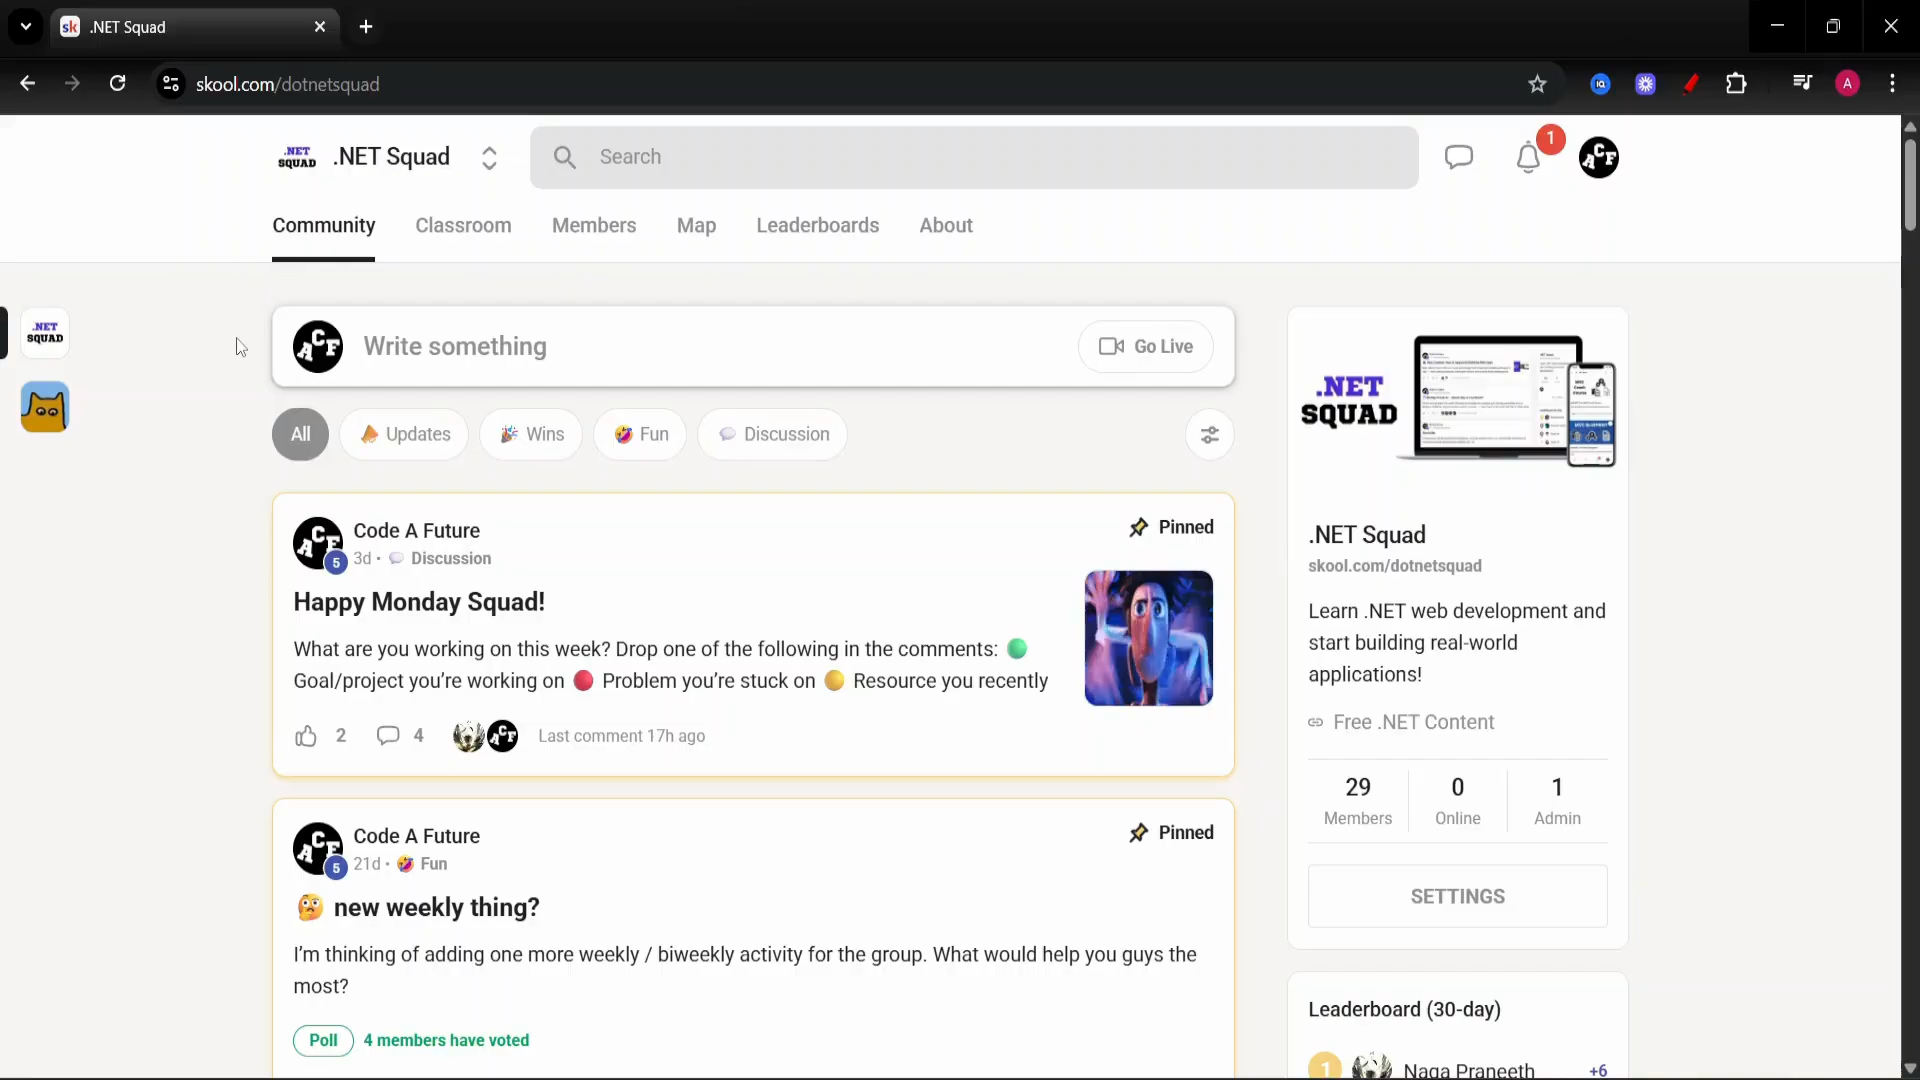 sk .NET Squad
skool.com/dotnetsquad
IQ
A
.NET SQUAD
.NET Squad
Search
1
ACF
Community
Classroom
Members
Map
Leaderboards
About
.NET SQUAD
ACF
Write something
Go Live
All
Updates
Wins
Fun
Discussion
ACF
5
Code A Future
3d • Discussion
Pinned
Happy Monday Squad!
What are you working on this week? Drop one of the following in the comments:
Goal/project you're working on Problem you're stuck on Resource you recently
2
4
ACF
Last comment 17h ago
ACF
5
Code A Future
21d • Fun
Pinned
new weekly thing?
I'm thinking of adding one more weekly / biweekly activity for the group. What would help you guys the
most?
Poll
4 members have voted
.NET
SQUAD
.NET Squad
skool.com/dotnetsquad
Learn .NET web development and
start building real-world
applications!
Free .NET Content
29
0
1
Members
Online
Admin
SETTINGS
Leaderboard (30-day)
1
Naga Praneeth
+6